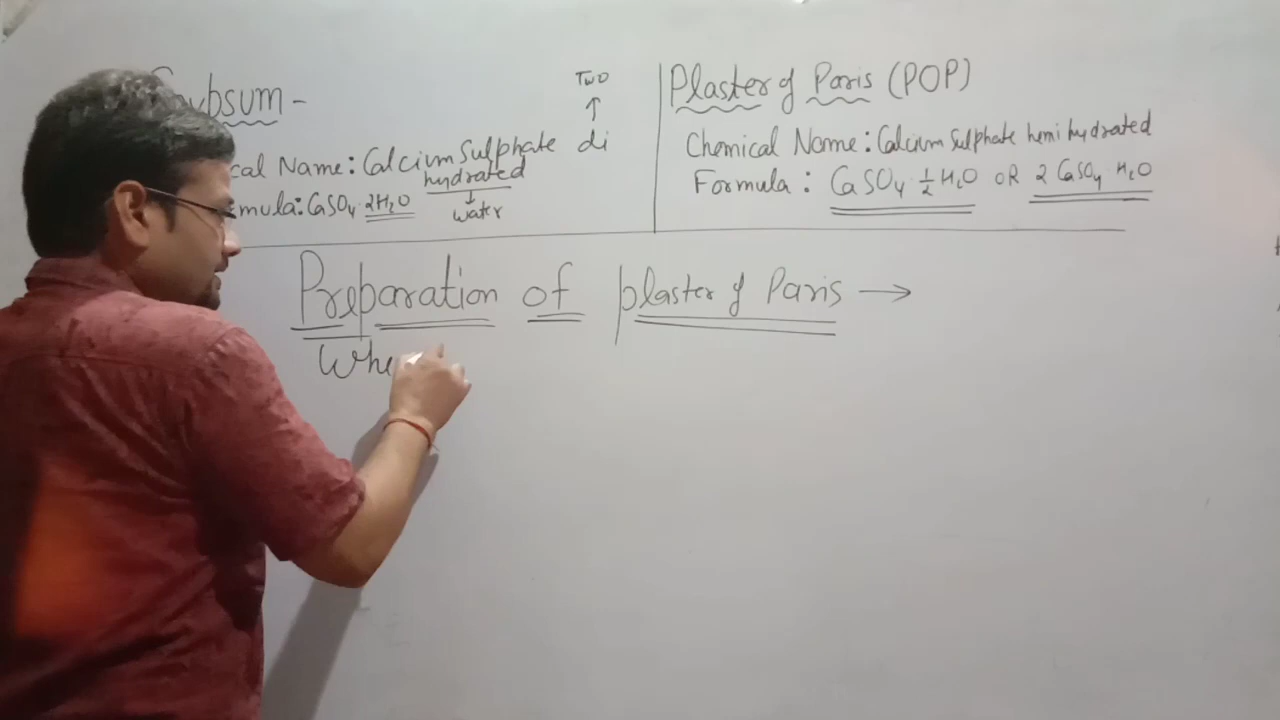 Gybsum -
cal Name: Calcium Sulphate di
hydrated
Two
↑
mula: CaSO₄ 2H₂O
↓
water
Plaster of Paris (POP)
Chemical Name: Calcium Sulphate hemi hydrated
Formula: CaSO₄ · ½ H₂O OR 2 CaSO₄ · H₂O
Preparation of plaster of Paris →
Whe